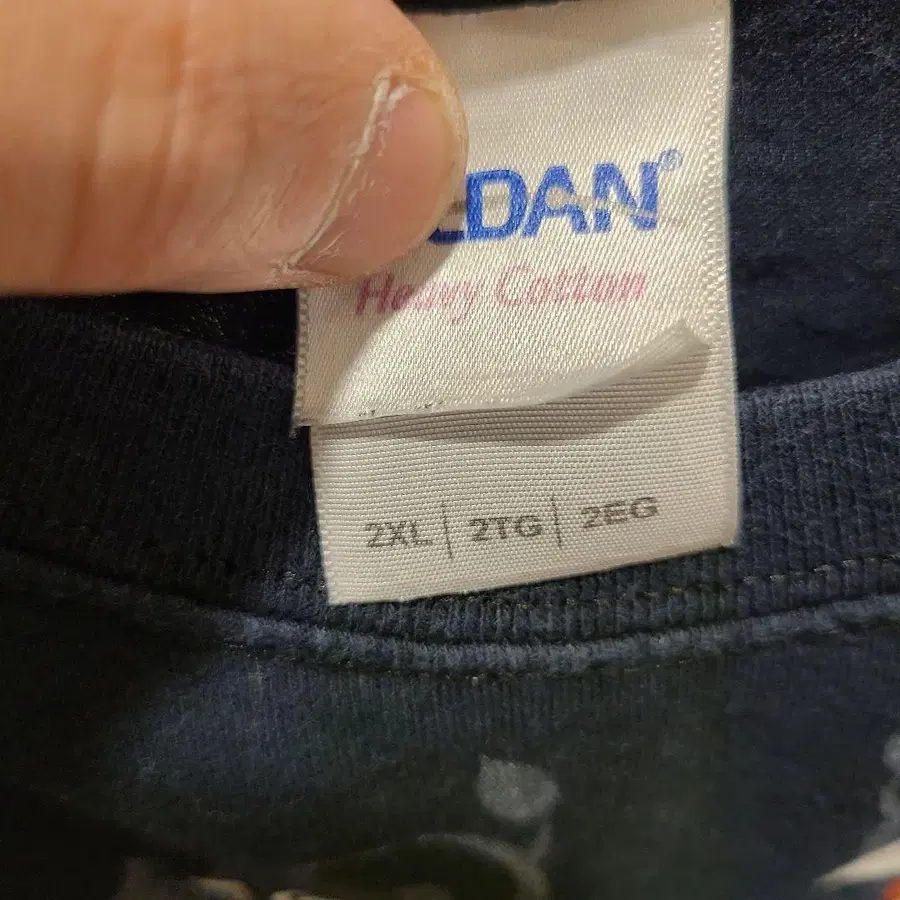 DAN®
Heavy Cotton
2XL | 2TG | 2EG